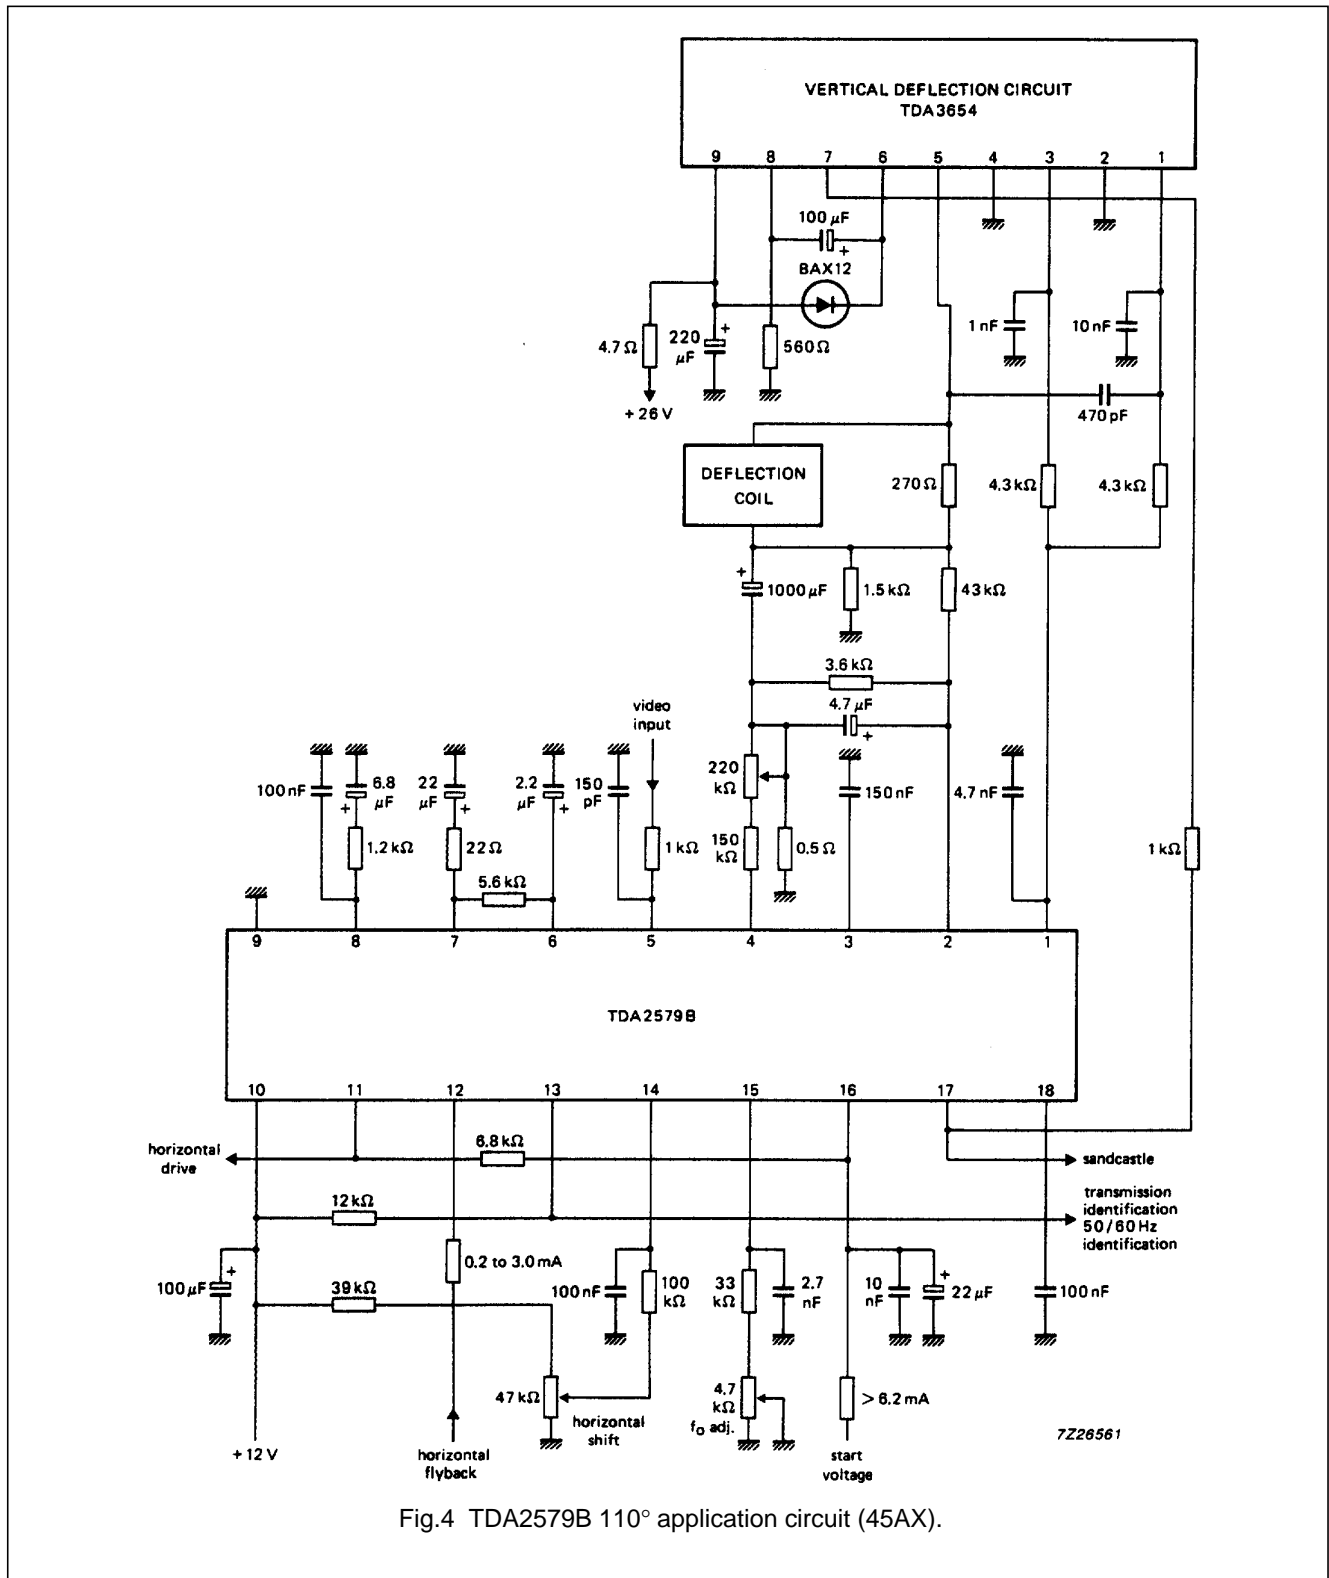 VERTICAL DEFLECTION CIRCUIT
TDA3654
9 8 7 6 5 4 3 2 1
100 μF
+
BAX12
1 nF
10 nF
4.7 Ω
220 μF
+
560 Ω
+ 26 V
470 pF
DEFLECTION
COIL
270 Ω
4.3 kΩ
4.3 kΩ
+
1000 μF
1.5 kΩ
43 kΩ
3.6 kΩ
video
input
4.7 μF
+
100 nF
6.8 μF
+
22 μF
+
2.2 μF
+
150 pF
220 kΩ
150 nF
4.7 nF
1.2 kΩ
22 Ω
1 kΩ
150 kΩ
0.5 Ω
1 kΩ
5.6 kΩ
9 8 7 6 5 4 3 2 1
TDA2579B
10 11 12 13 14 15 16 17 18
horizontal
drive
6.8 kΩ
sandcastle
12 kΩ
transmission
identification
50/60 Hz
identification
100 μF
+
0.2 to 3.0 mA
39 kΩ
100 nF
100 kΩ
33 kΩ
2.7 nF
10 nF
+
22 μF
100 nF
47 kΩ
horizontal
shift
4.7 kΩ
fo adj.
> 6.2 mA
+ 12 V
horizontal
flyback
start
voltage
7Z26561
Fig.4 TDA2579B 110° application circuit (45AX).